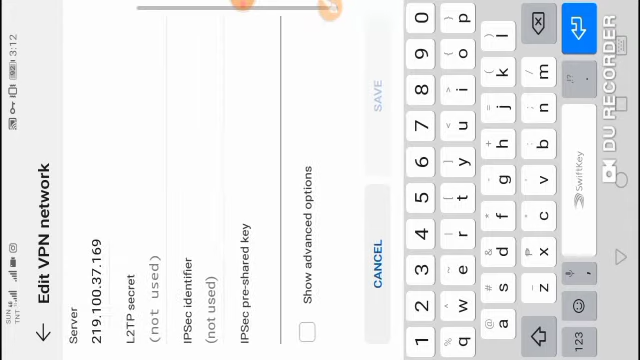 SUN
TNT
3:12
Edit VPN network
Server
219.100.37.169
L2TP secret
(not used)
IPSec identifier
(not used)
IPSec pre-shared key
Show advanced options
CANCEL
SAVE
1 2 3 4 5 6 7 8 9 0
q w e r t y u i o p
a s d f g h j k l
z x c v b n m
123
, SwiftKey .
!?
DU RECORDER